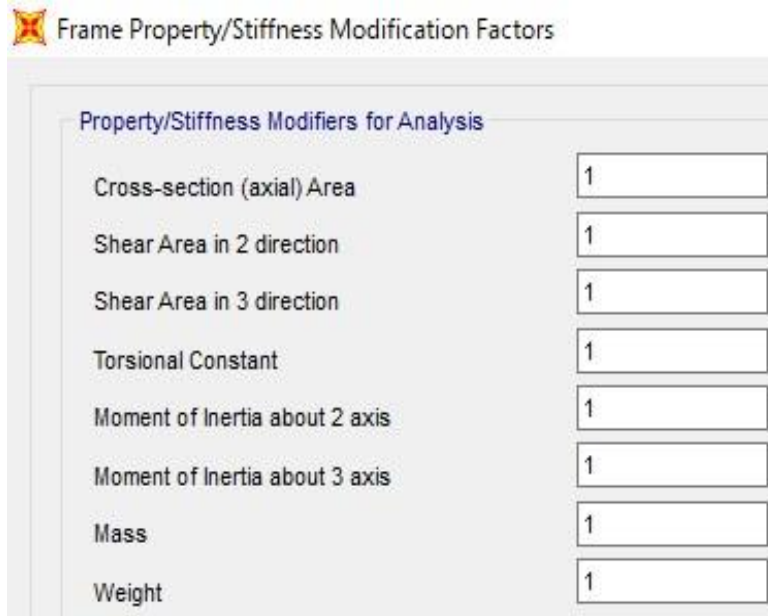 Frame Property/Stiffness Modification Factors
Property/Stiffness Modifiers for Analysis
Cross-section (axial) Area 1
Shear Area in 2 direction 1
Shear Area in 3 direction 1
Torsional Constant 1
Moment of Inertia about 2 axis 1
Moment of Inertia about 3 axis 1
Mass 1
Weight 1